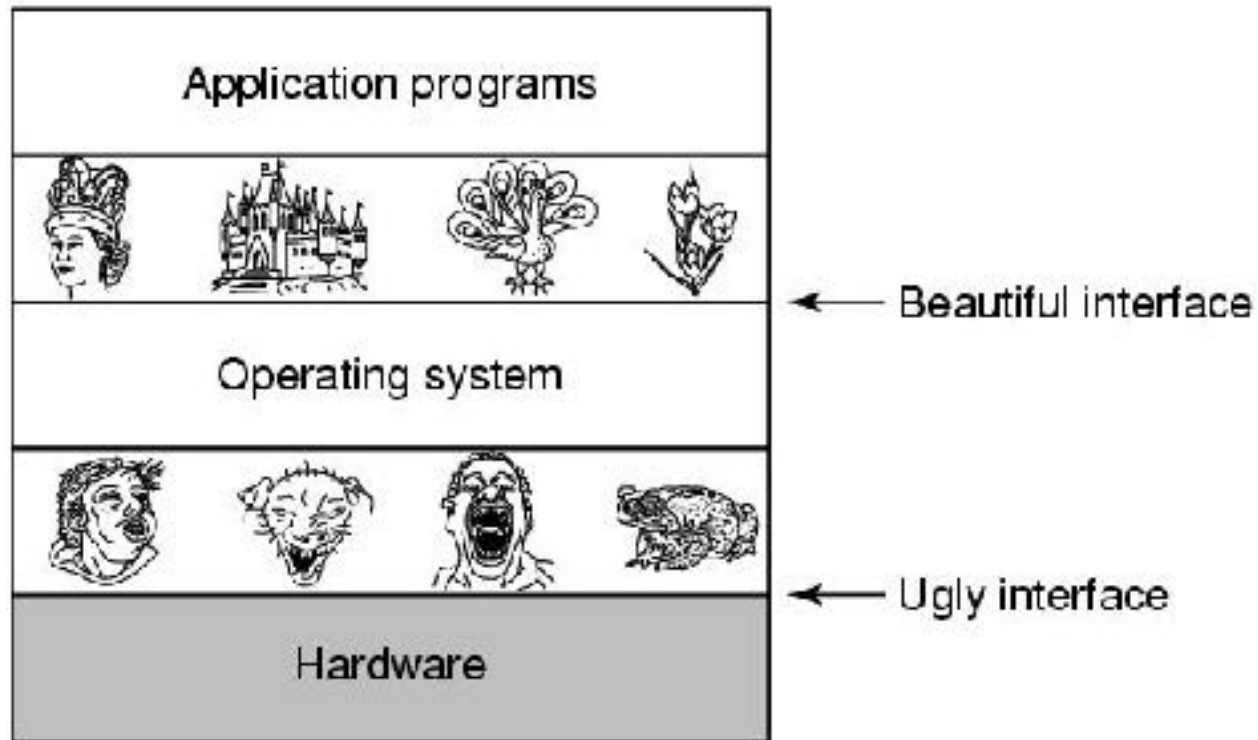 Application programs
Beautiful interface
Operating system
Ugly interface
Hardware